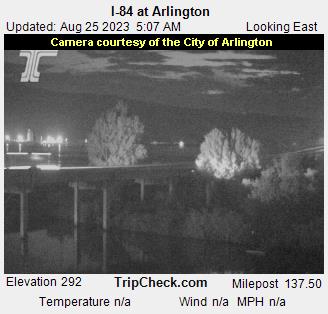 I-84 at Arlington
Updated: Aug 25 2023 5:07 AM Looking East
Camera courtesy of the City of Arlington
Elevation 292 TripCheck.com Milepost 137.50
Temperature n/a Wind n/a MPH n/a